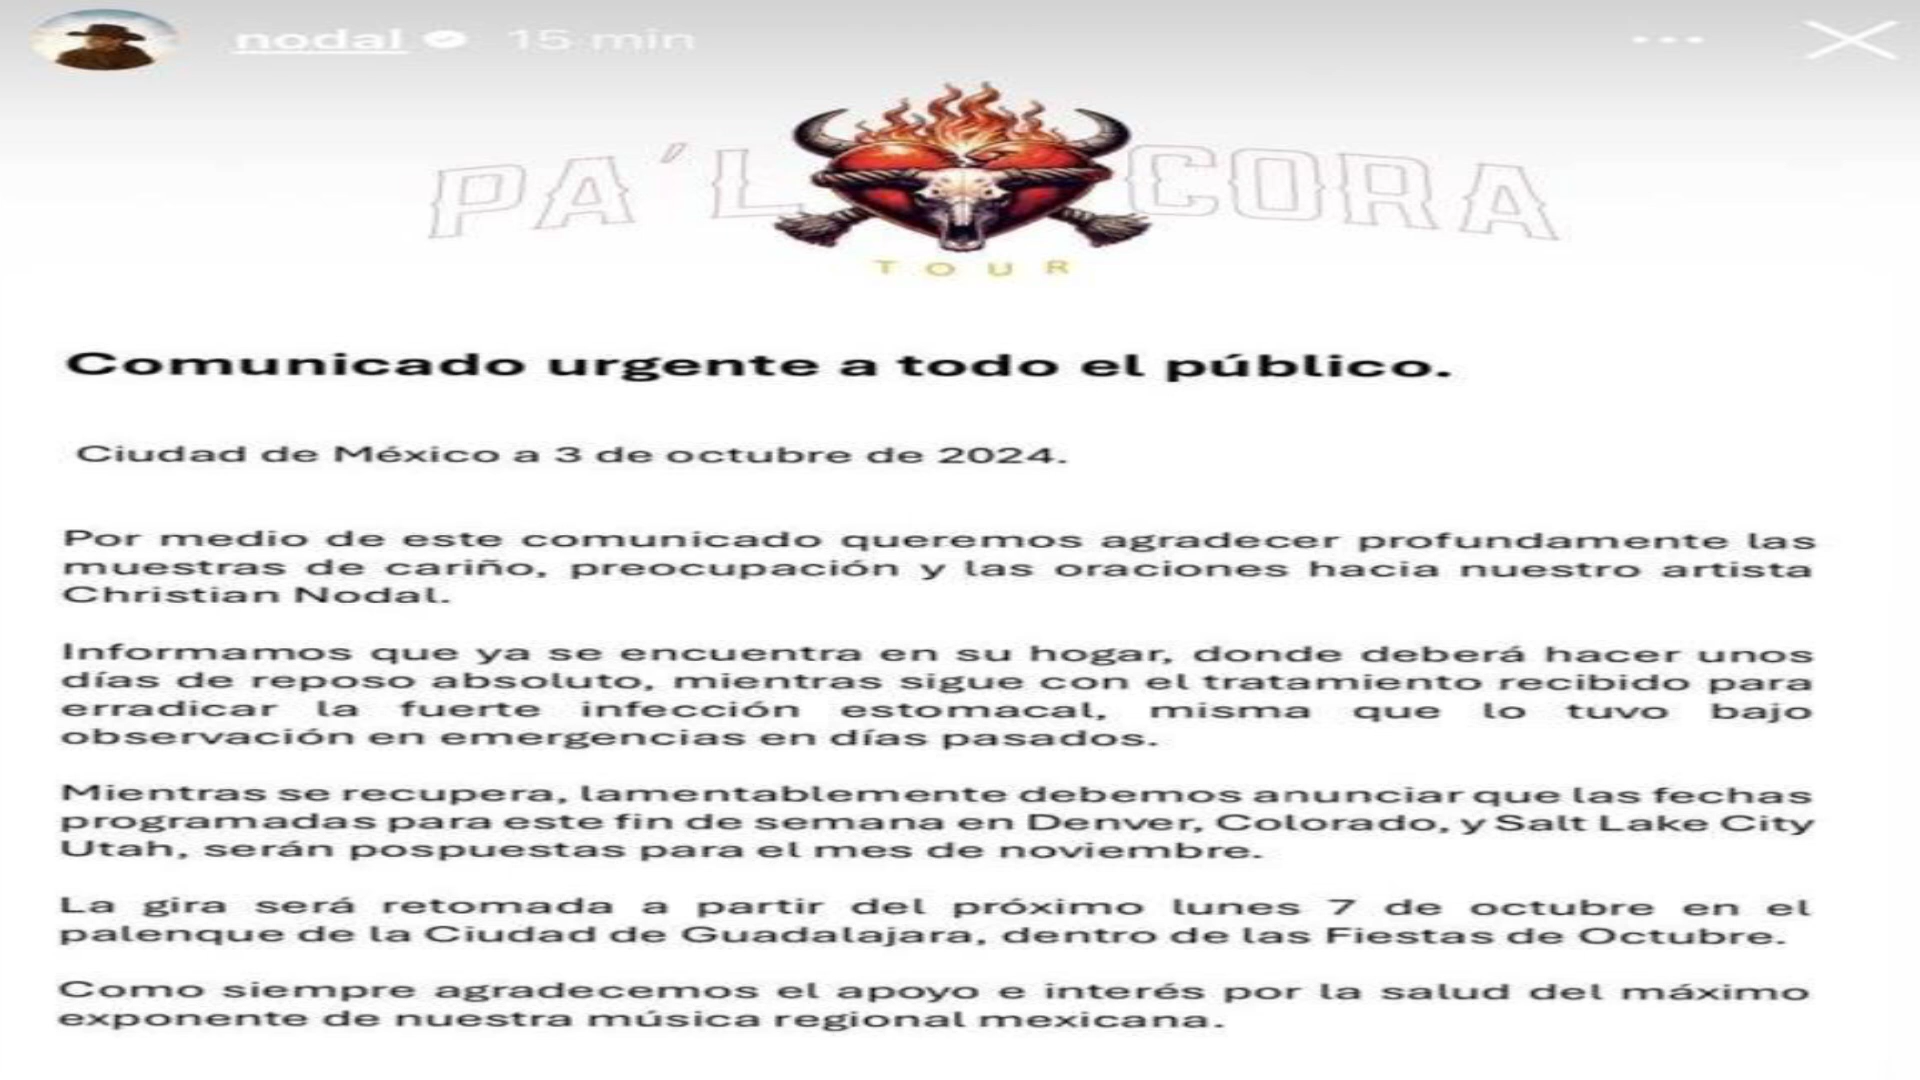 nodal 15 min
PA'L CORA
TOUR
Comunicado urgente a todo el público.
Ciudad de México a 3 de octubre de 2024.
Por medio de este comunicado queremos agradecer profundamente las
muestras de cariño, preocupación y las oraciones hacia nuestro artista
Christian Nodal.
Informamos que ya se encuentra en su hogar, donde deberá hacer unos
días de reposo absoluto, mientras sigue con el tratamiento recibido para
erradicar la fuerte infección estomacal, misma que lo tuvo bajo
observación en emergencias en días pasados.
Mientras se recupera, lamentablemente debemos anunciar que las fechas
programadas para este fin de semana en Denver, Colorado, y Salt Lake City
Utah, serán pospuestas para el mes de noviembre.
La gira será retomada a partir del próximo lunes 7 de octubre en el
palenque de la Ciudad de Guadalajara, dentro de las Fiestas de Octubre.
Como siempre agradecemos el apoyo e interés por la salud del máximo
exponente de nuestra música regional mexicana.